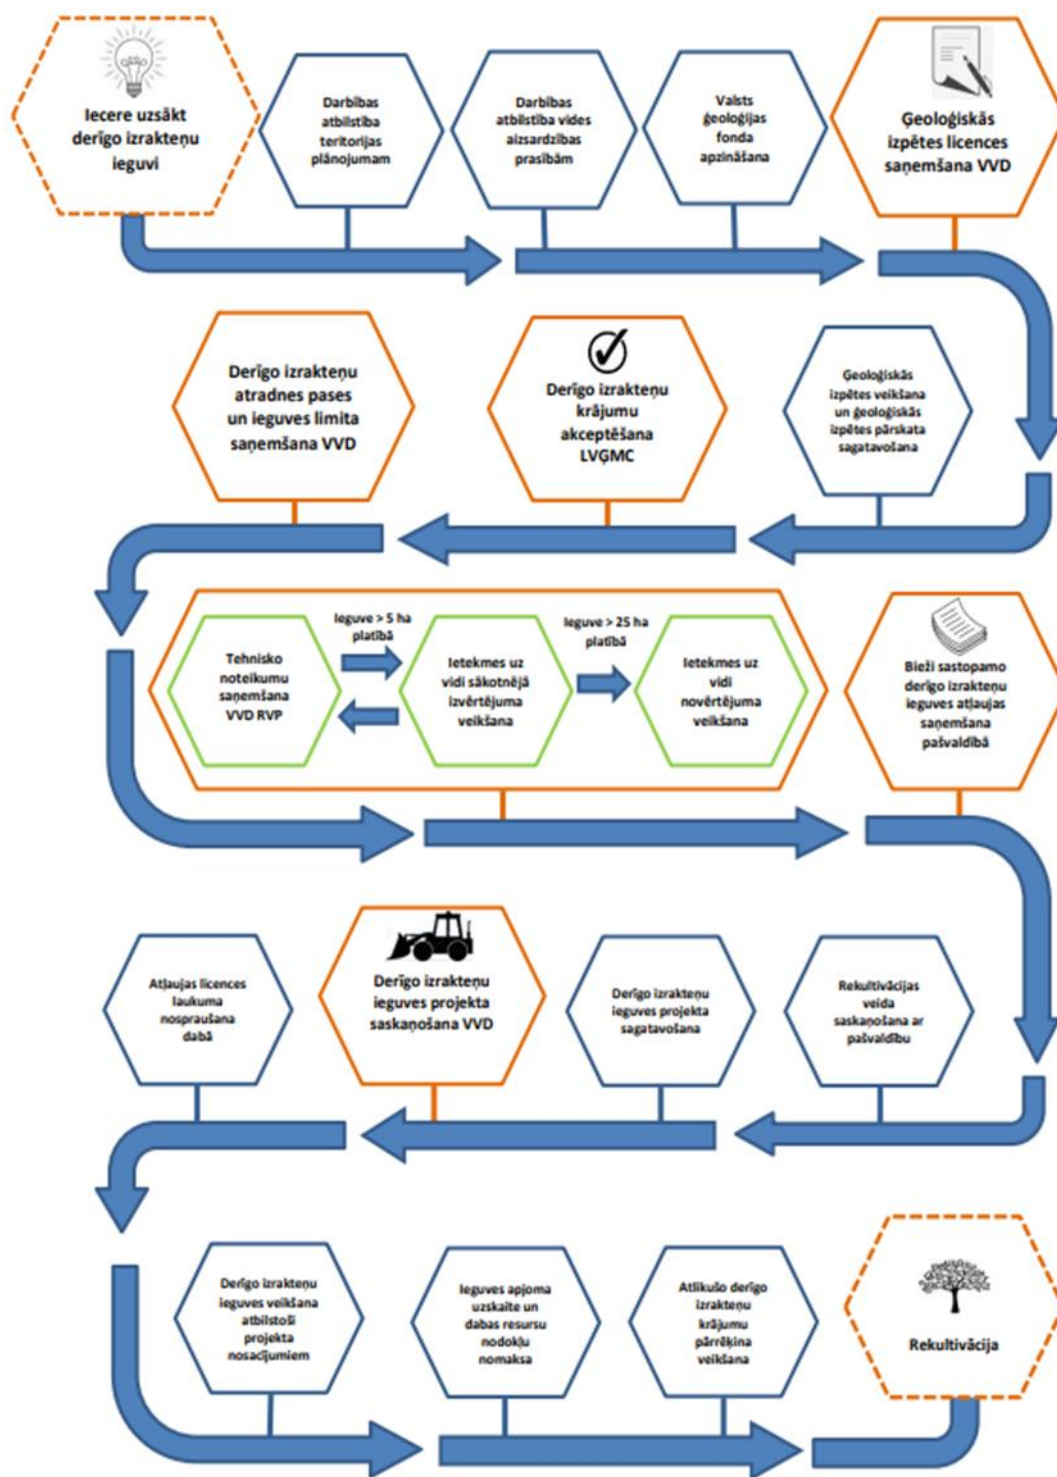 Iecere uzsākt
derīgo izrakteņu
ieguvi
Darbības
atbilstība
teritorijas
plānojumam
Darbības
atbilstība vides
aizsardzības
prasībām
Valsts
ģeoloģijas
fonda
apzināšana
Ģeoloģiskās
izpētes licences
saņemšana VVD
Ģeoloģiskās
izpētes veikšana
un ģeoloģiskās
izpētes pārskata
sagatavošana
Derīgo izrakteņu
krājumu
akceptēšana
LVĢMC
Derīgo izrakteņu
atradnes pases
un ieguves limita
saņemšana VVD
Tehnisko
noteikumu
saņemšana
VVD RVP
Ieguve > 5 ha
platībā
Ietekmes uz
vidi sākotnējā
izvērtējuma
veikšana
Ieguve > 25 ha
platībā
Ietekmes uz
vidi
novērtējuma
veikšana
Bieži sastopamo
derīgo izrakteņu
ieguves atļaujas
saņemšana
pašvaldībā
Rekultivācijas
veida
saskaņošana ar
pašvaldību
Derīgo izrakteņu
ieguves projekta
sagatavošana
Derīgo izrakteņu
ieguves projekta
saskaņošana VVD
Atļaujas licences
laukuma
nospraušana
dabā
Derīgo izrakteņu
ieguves veikšana
atbilstoši
projekta
nosacījumiem
Ieguves apjoma
uzskaite un
dabas resursu
nodokļu
nomaksa
Atlikušo derīgo
izrakteņu
krājumu
pārrēķina
veikšana
Rekultivācija